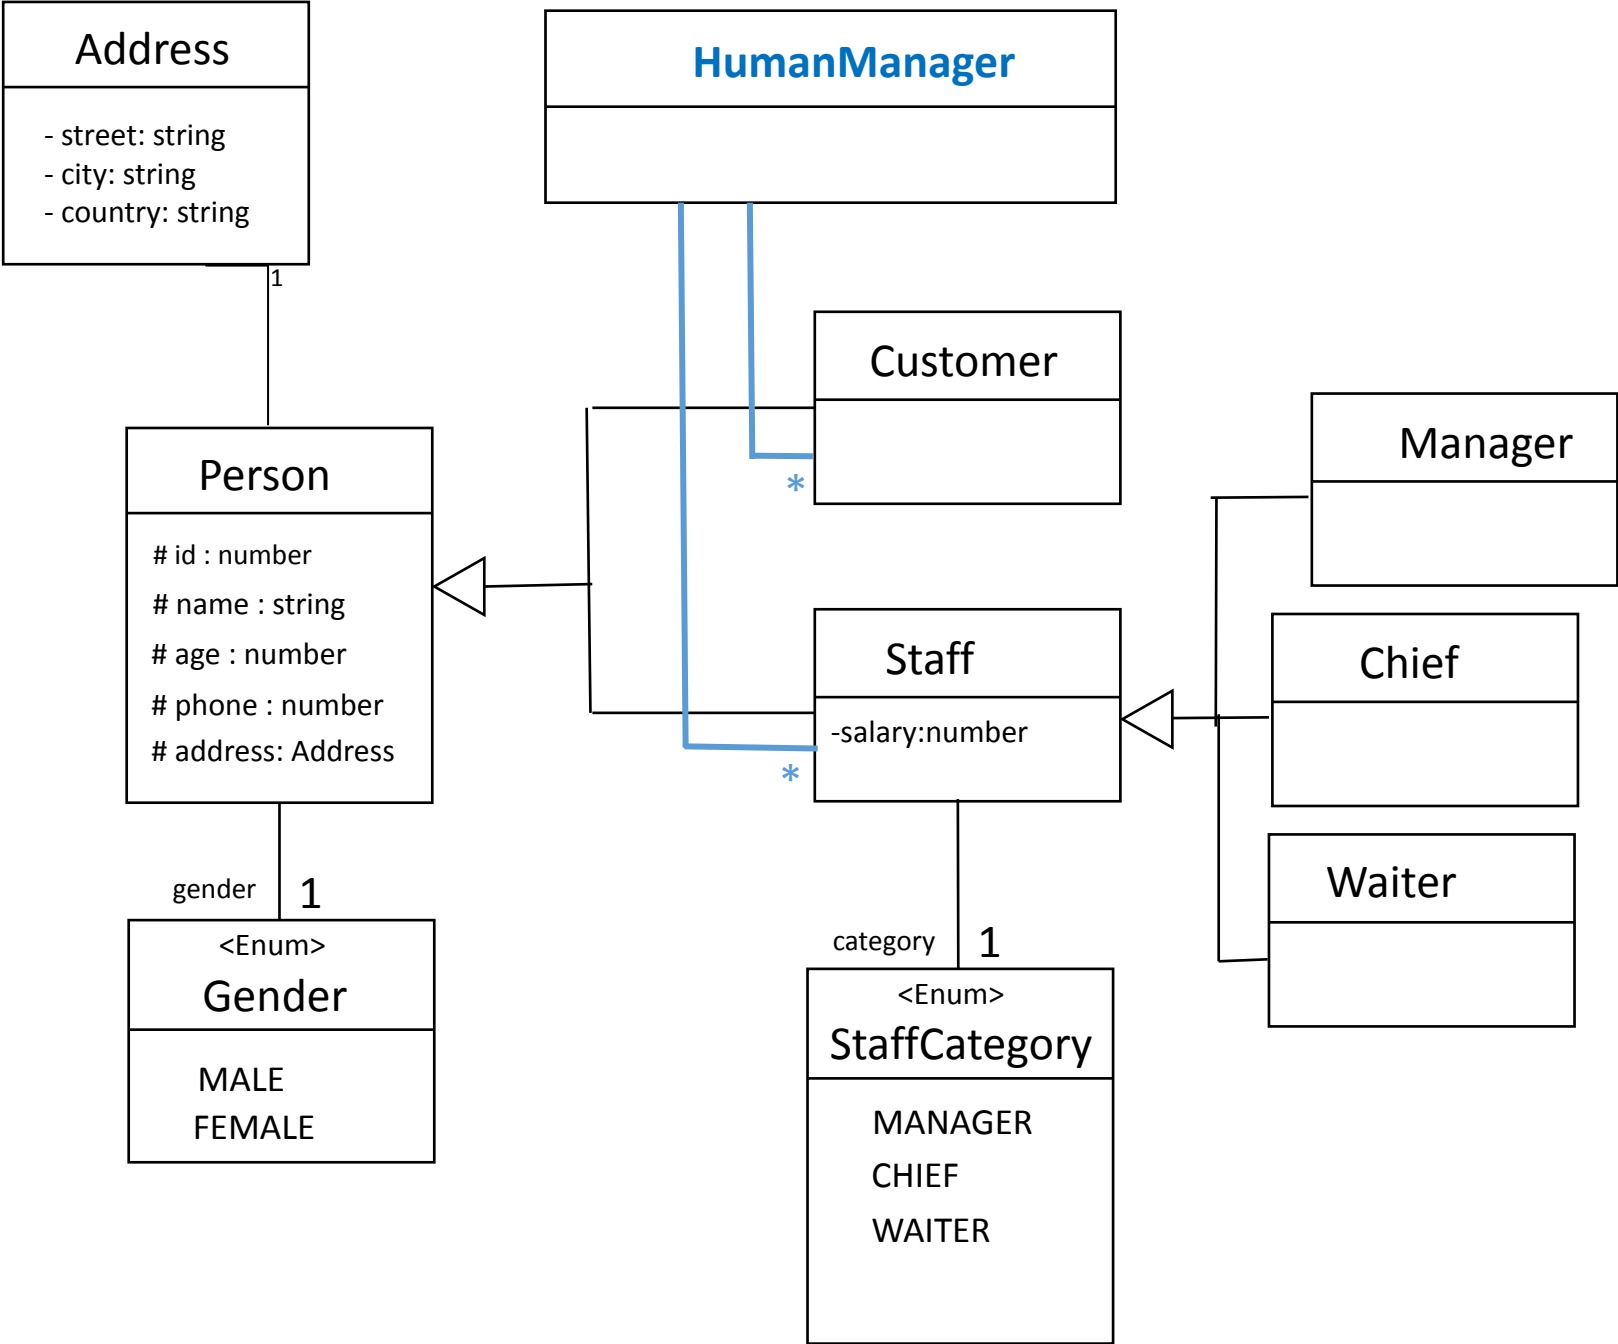 Address
- street: string
- city: string
- country: string
1
HumanManager
Customer
*
Manager
Person
# id : number
# name : string
# age : number
# phone : number
# address: Address
Staff
-salary:number
*
Chief
Waiter
gender 1
<Enum>
Gender
MALE
FEMALE
category 1
<Enum>
StaffCategory
MANAGER
CHIEF
WAITER